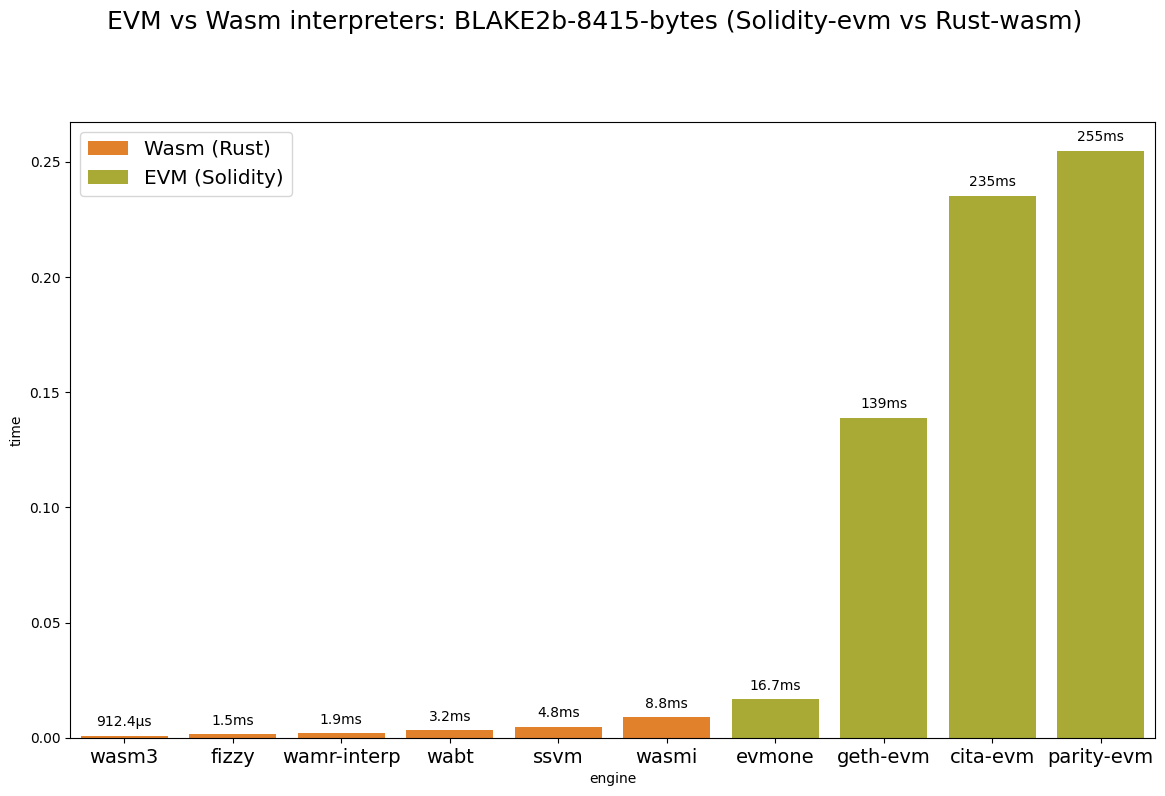 EVM vs Wasm interpreters: BLAKE2b-8415-bytes (Solidity-evm vs Rust-wasm)
Wasm (Rust)
EVM (Solidity)
0.25
0.20
0.15
0.10
0.05
0.00
time
912.4µs
1.5ms
1.9ms
3.2ms
4.8ms
8.8ms
16.7ms
139ms
235ms
255ms
wasm3 fizzy wamr-interp wabt ssvm wasmi evmone geth-evm cita-evm parity-evm
engine